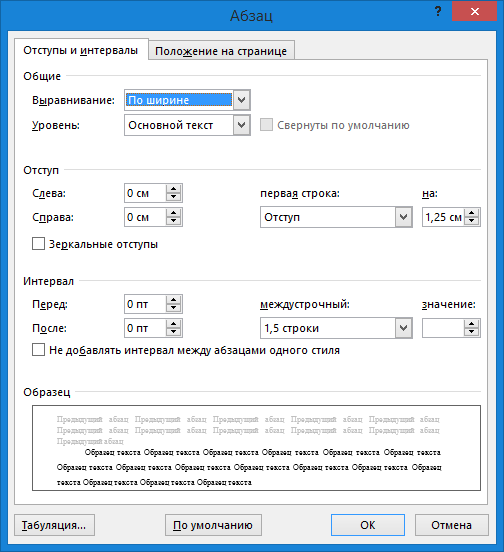 Абзац
?
Отступы и интервалы Положение на странице
Общие
Выравнивание: По ширине
Уровень: Основной текст Свернуты по умолчанию
Отступ
Слева: 0 см первая строка: на:
Справа: 0 см Отступ 1,25 см
Зеркальные отступы
Интервал
Перед: 0 пт междустрочный: значение:
После: 0 пт 1,5 строки
Не добавлять интервал между абзацами одного стиля
Образец
Предыдущий абзац Предыдущий абзац Предыдущий абзац Предыдущий абзац Предыдущий абзац
Предыдущий абзац Предыдущий абзац Предыдущий абзац Предыдущий абзац Предыдущий абзац
Предыдущий абзац
Образец текста Образец текста Образец текста Образец текста Образец текста Образец текста
Образец текста Образец текста Образец текста Образец текста Образец текста Образец текста Образец
текста Образец текста Образец текста Образец текста
Табуляция... По умолчанию ОК Отмена